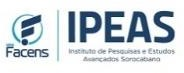 IPEAS
Facens
Instituto de Pesquisas e Estudos
Avançados Sorocabano